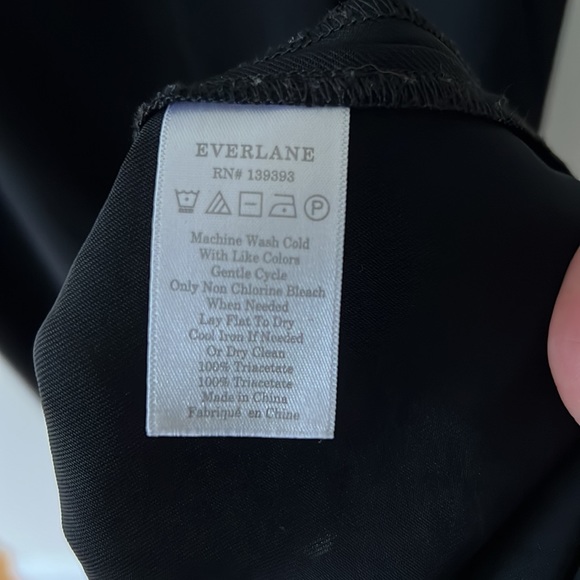 EVERLANE
RN# 139393
P
Machine Wash Cold
With Like Colors
Gentle Cycle
Only Non Chlorine Bleach
When Needed
Lay Flat To Dry
Cool Iron If Needed
Or Dry Clean
100% Triacetate
100% Triacetate
Made in China
Fabriqué en Chine